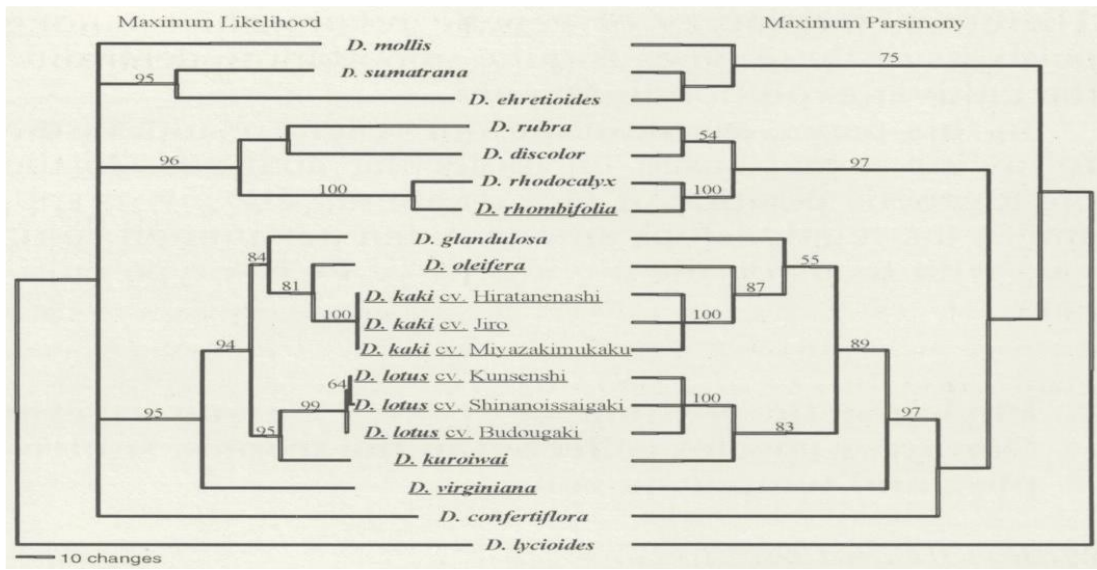 Maximum Likelihood Maximum Parsimony
D. mollis 75
95 D. sumatrana
D. ehretioides
D. rubra 54
96 D. discolor 97
100 D. rhodocalyx 100
D. rhombifolia
D. glandulosa
84 D. oleifera 55
81 D. kaki cv. Hiratanenashi 87
100 D. kaki cv. Jiro 100
94 D. kaki cv. Miyazakimukaku 89
64 D. lotus cv. Kunsenshi
95 99 D. lotus cv. Shinanoissaigaki 100 97
95 D. lotus cv. Budougaki 83
D. kuroiwai
D. virginiana
D. confertiflora
D. lycioides
10 changes